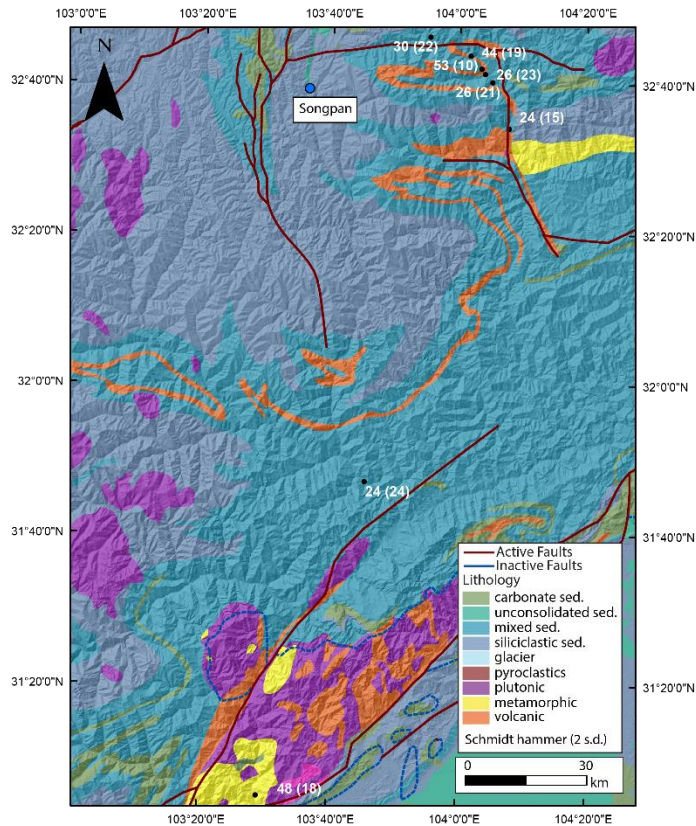 103°0'0"E 103°20'0"E 103°40'0"E 104°0'0"E 104°20'0"E
N
30 (22)
44 (19)
53 (10)
26 (23)
26 (21)
24 (15)
Songpan
32°40'0"N 32°40'0"N
32°20'0"N 32°20'0"N
32°0'0"N 32°0'0"N
24 (24)
31°40'0"N 31°40'0"N
31°20'0"N 31°20'0"N
48 (18)
Active Faults
Inactive Faults
Lithology
carbonate sed.
unconsolidated sed.
mixed sed.
siliciclastic sed.
glacier
pyroclastics
plutonic
metamorphic
volcanic
Schmidt hammer (2 s.d.)
0 30
km
103°20'0"E 103°40'0"E 104°0'0"E 104°20'0"E